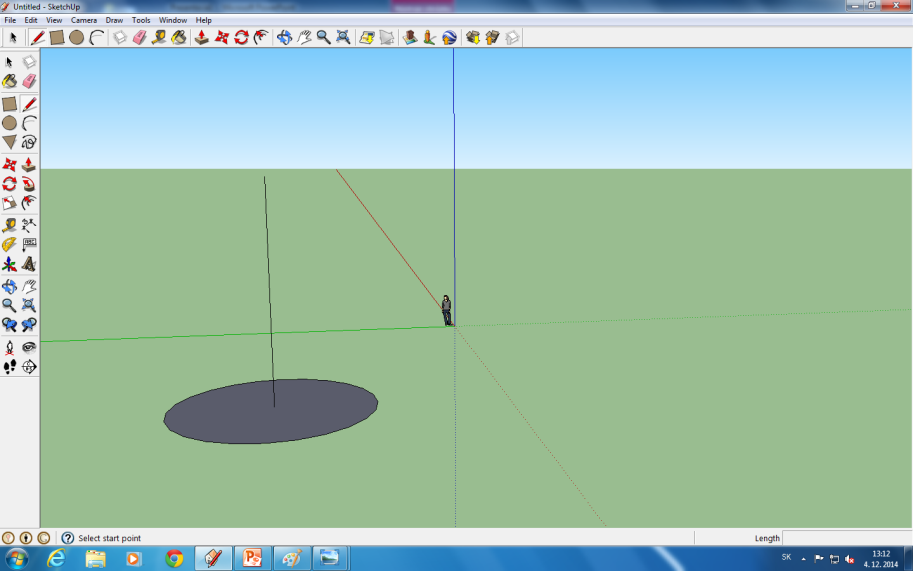 Untitled - SketchUp
File Edit View Camera Draw Tools Window Help
Select start point
Length
SK
13:12
4. 12. 2014